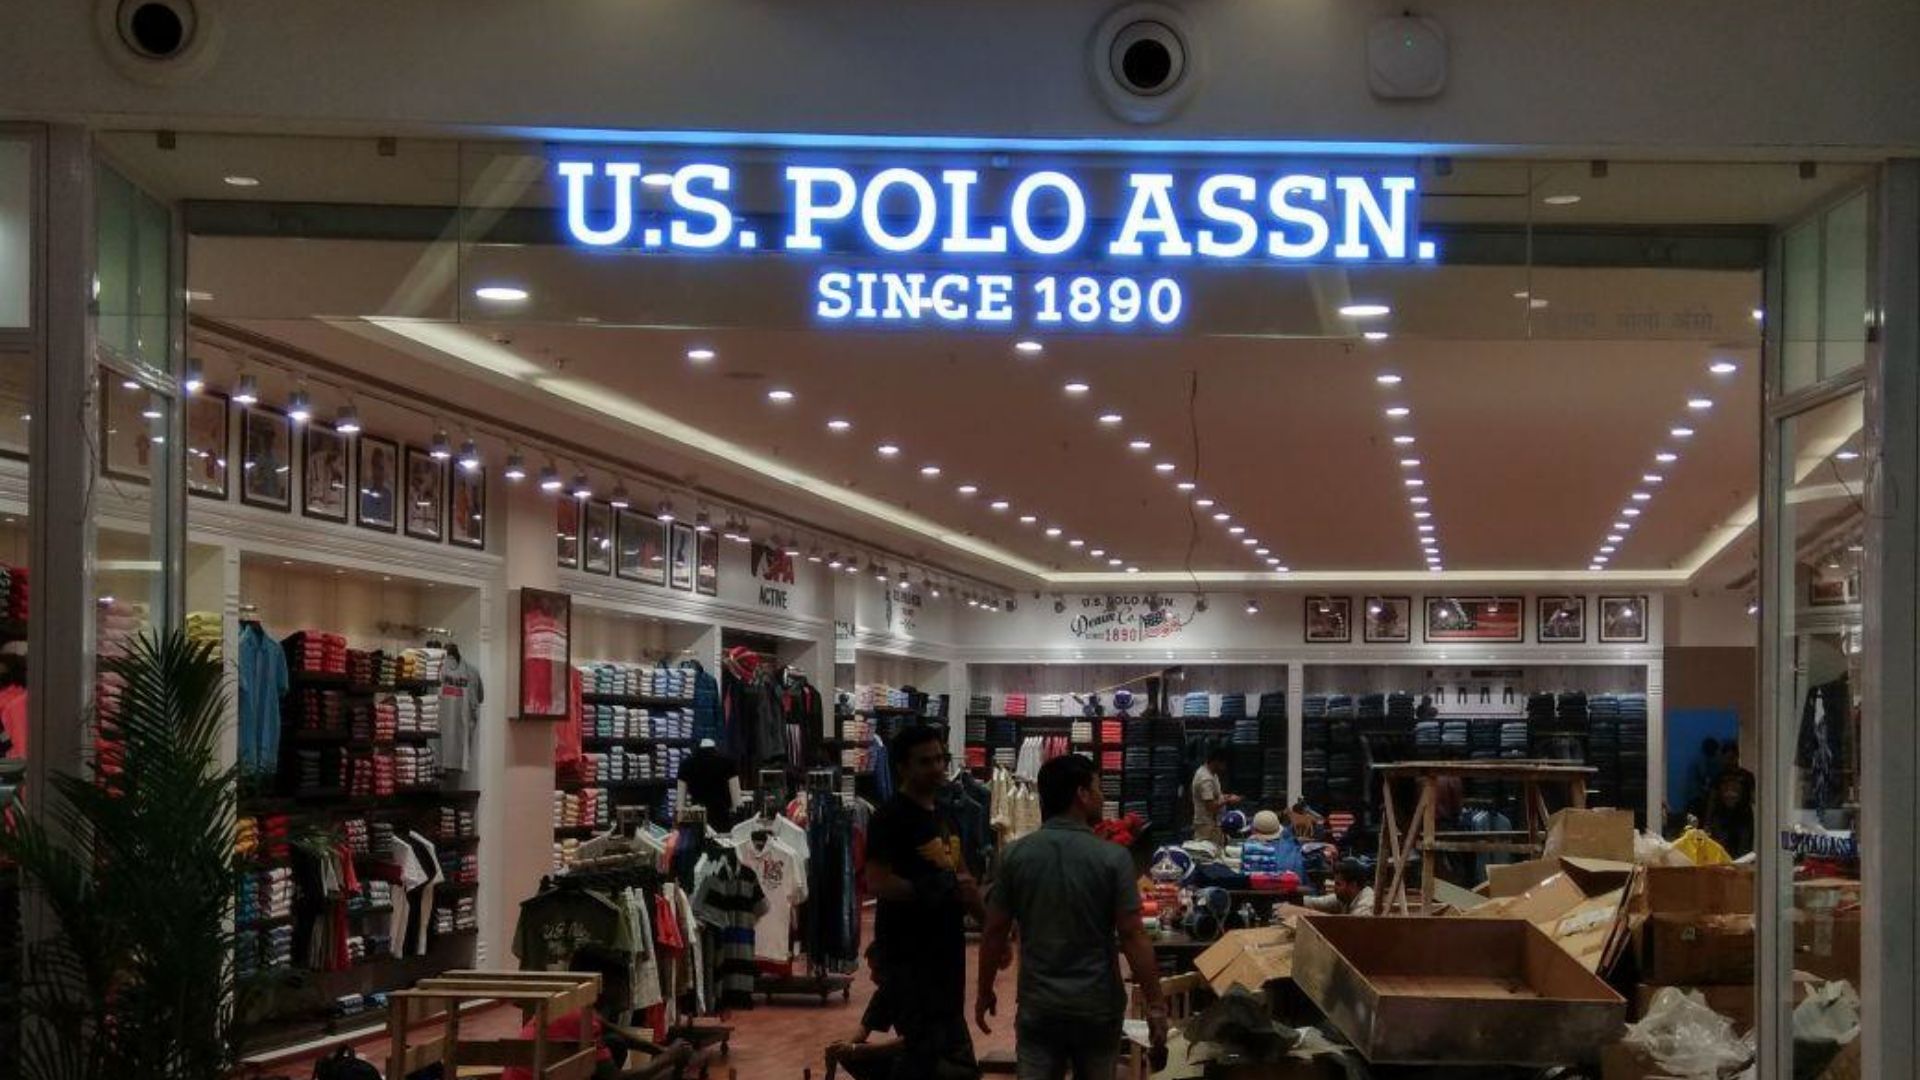 U.S. POLO ASSN.
SINCE 1890
USPA
ACTIVE
U.S. POLO ASSN.
Denim Co.
SINCE 1890
U.S. POLO ASSN.